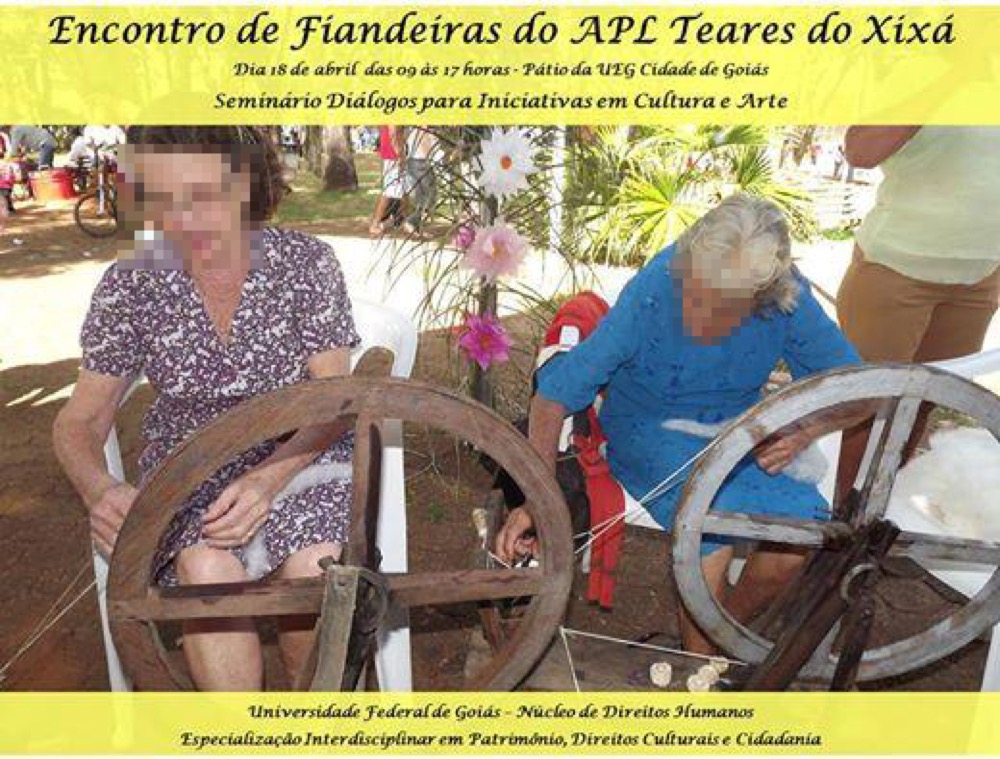 Encontro de Fiandeiras do APL Teares do Xixá
Dia 18 de abril das 09 às 17 horas - Pátio da UEG Cidade de Goiás
Seminário Diálogos para Iniciativas em Cultura e Arte
Universidade Federal de Goiás – Núcleo de Direitos Humanos
Especialização Interdisciplinar em Patrimônio, Direitos Culturais e Cidadania